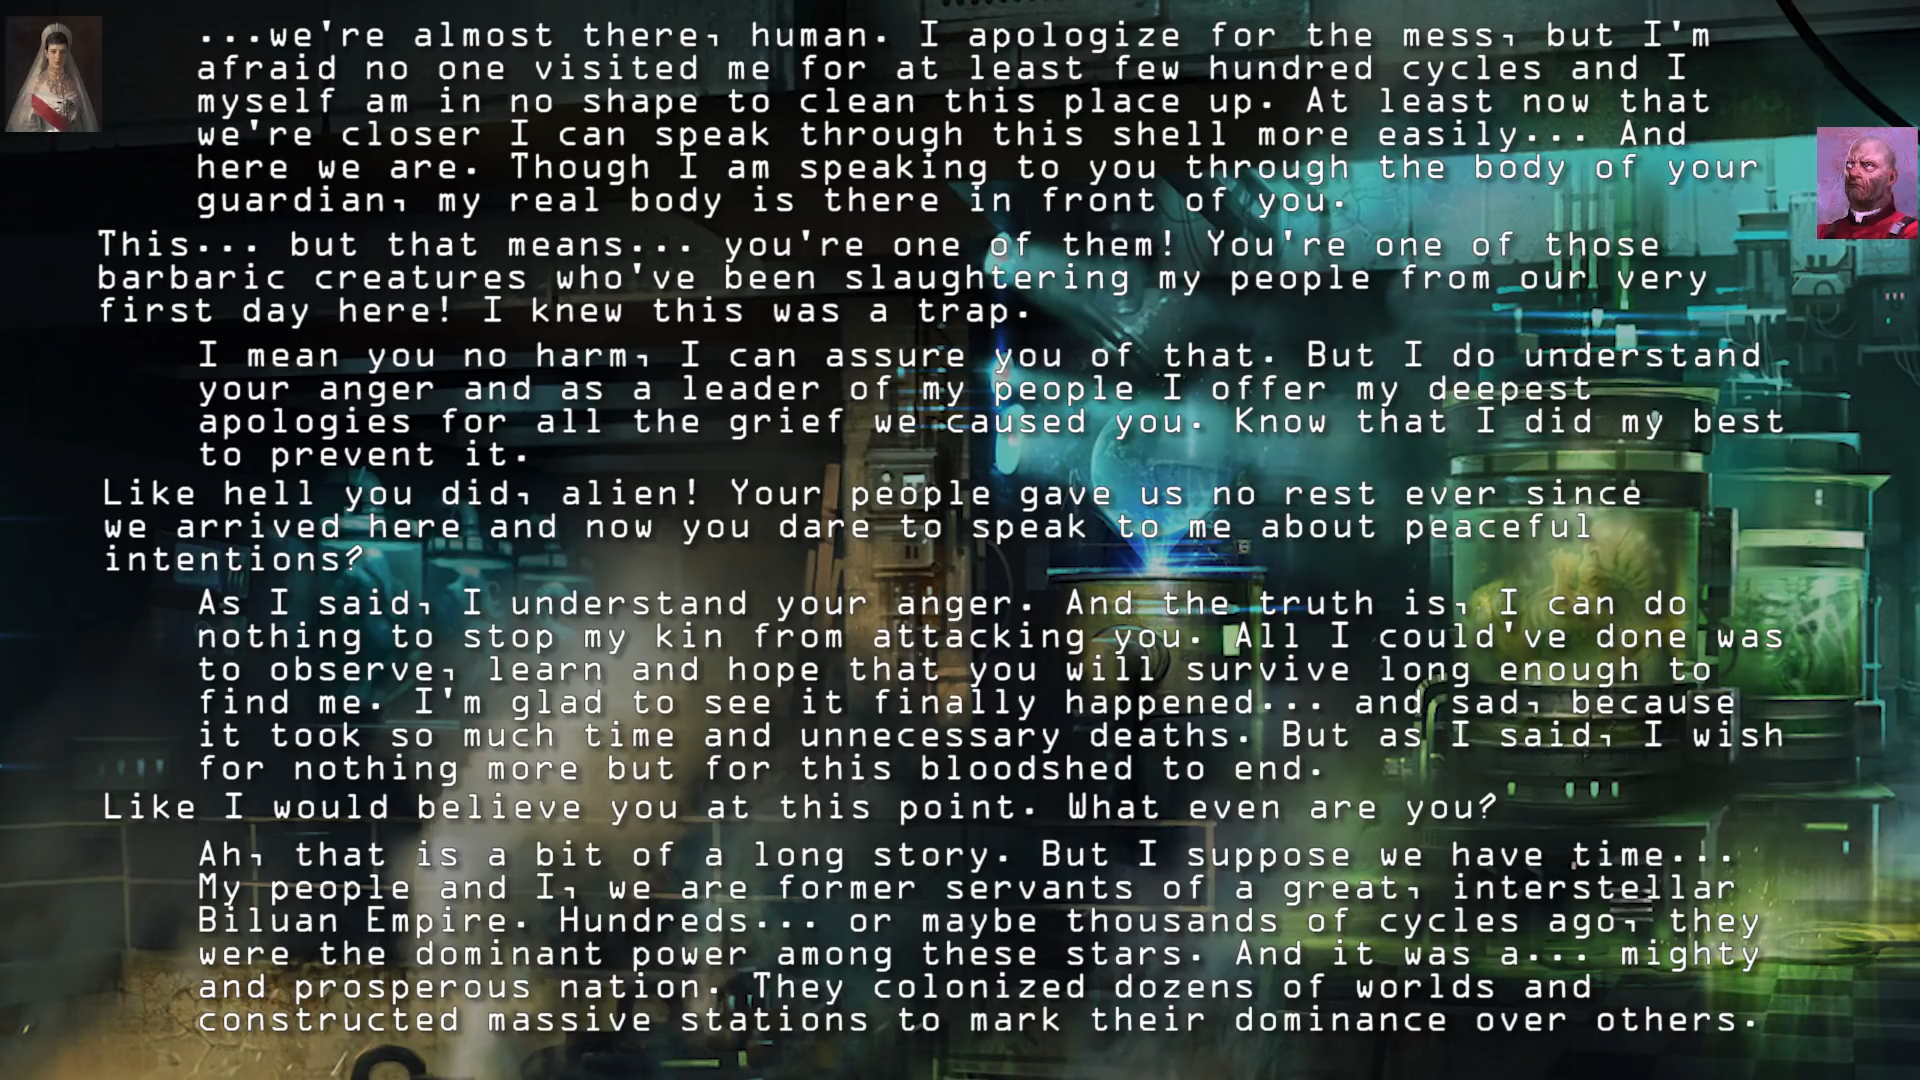 ...we're almost there, human. I apologize for the mess, but I'm
afraid no one visited me for at least few hundred cycles and I
myself am in no shape to clean this place up. At least now that
we're closer I can speak through this shell more easily... And
here we are. Though I am speaking to you through the body of your
guardian, my real body is there in front of you.
This... but that means... you're one of them! You're one of those
barbaric creatures who've been slaughtering my people from our very
first day here! I knew this was a trap.
I mean you no harm, I can assure you of that. But I do understand
your anger and as a leader of my people I offer my deepest
apologies for all the grief we caused you. Know that I did my best
to prevent it.
Like hell you did, alien! Your people gave us no rest ever since
we arrived here and now you dare to speak to me about peaceful
intentions?
As I said, I understand your anger. And the truth is, I can do
nothing to stop my kin from attacking you. All I could've done was
to observe, learn and hope that you will survive long enough to
find me. I'm glad to see it finally happened... and sad, because
it took so much time and unnecessary deaths. But as I said, I wish
for nothing more but for this bloodshed to end.
Like I would believe you at this point. What even are you?
Ah, that is a bit of a long story. But I suppose we have time...
My people and I, we are former servants of a great, interstellar
Biluan Empire. Hundreds... or maybe thousands of cycles ago, they
were the dominant power among these stars. And it was a... mighty
and prosperous nation. They colonized dozens of worlds and
constructed massive stations to mark their dominance over others.